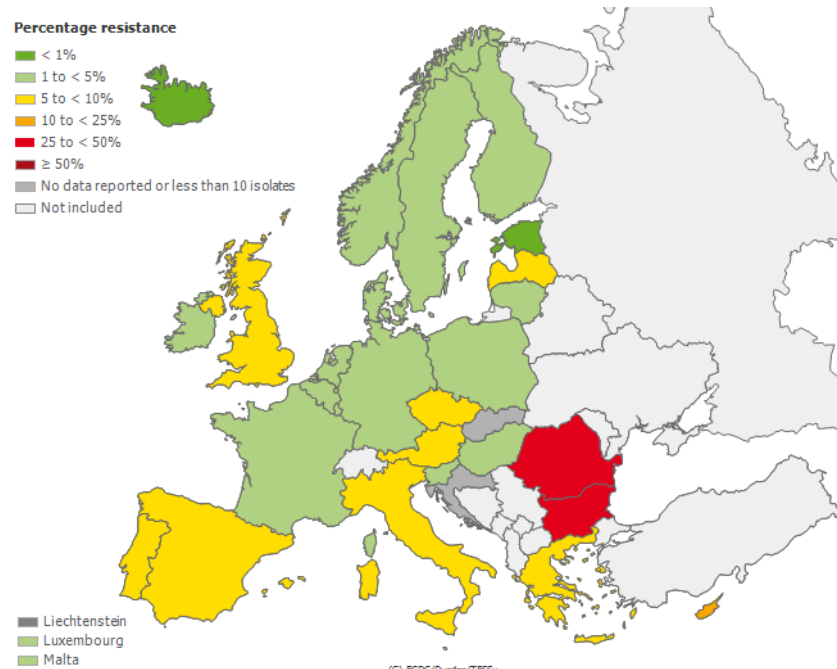 Percentage resistance
< 1%
1 to < 5%
5 to < 10%
10 to < 25%
25 to < 50%
≥ 50%
No data reported or less than 10 isolates
Not included
Liechtenstein
Luxembourg
Malta